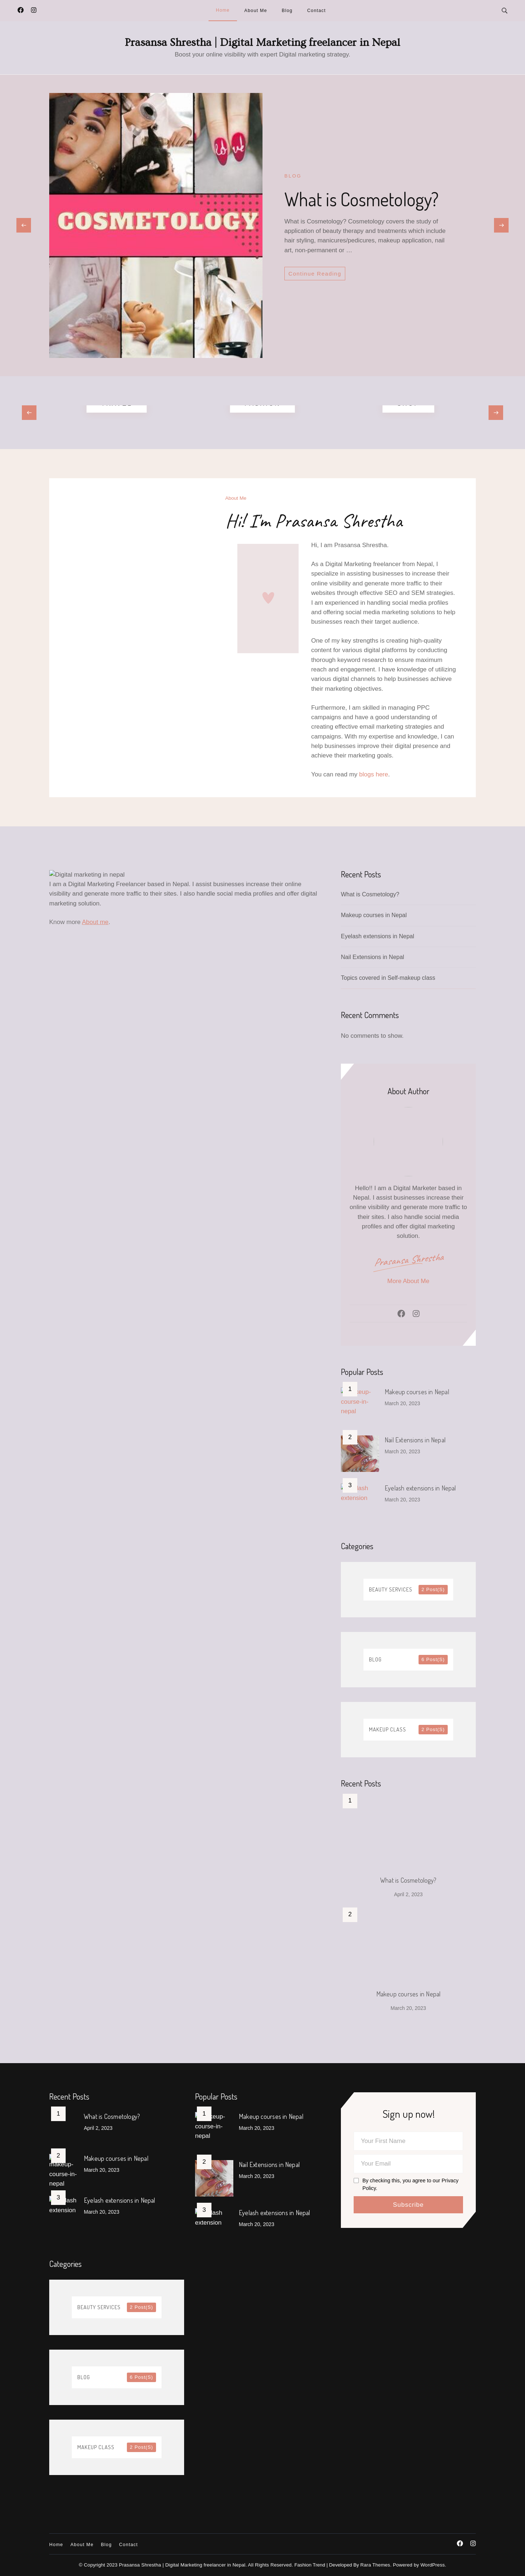 Home
About Me
Blog
Contact
Prasansa Shrestha | Digital Marketing freelancer in Nepal
Boost your online visibility with expert Digital marketing strategy.
COSMETOLOGY
BLOG
What is Cosmetology?
What is Cosmetology? Cosmetology covers the study of
application of beauty therapy and treatments which include
hair styling, manicures/pedicures, makeup application, nail
art, non-permanent or …
Continue Reading
About Me
Hi! I'm Prasansa Shrestha
Hi, I am Prasansa Shrestha.
As a Digital Marketing freelancer from Nepal, I
specialize in assisting businesses to increase their
online visibility and generate more traffic to their
websites through effective SEO and SEM strategies.
I am experienced in handling social media profiles
and offering social media marketing solutions to help
businesses reach their target audience.
One of my key strengths is creating high-quality
content for various digital platforms by conducting
thorough keyword research to ensure maximum
reach and engagement. I have knowledge of utilizing
various digital channels to help businesses achieve
their marketing objectives.
Furthermore, I am skilled in managing PPC
campaigns and have a good understanding of
creating effective email marketing strategies and
campaigns. With my expertise and knowledge, I can
help businesses improve their digital presence and
achieve their marketing goals.
You can read my blogs here.
Digital marketing in nepal
I am a Digital Marketing Freelancer based in Nepal. I assist businesses increase their online
visibility and generate more traffic to their sites. I also handle social media profiles and offer digital
marketing solution.
Know more About me.
Recent Posts
What is Cosmetology?
Makeup courses in Nepal
Eyelash extensions in Nepal
Nail Extensions in Nepal
Topics covered in Self-makeup class
Recent Comments
No comments to show.
About Author
Hello!! I am a Digital Marketer based in
Nepal. I assist businesses increase their
online visibility and generate more traffic to
their sites. I also handle social media
profiles and offer digital marketing
solution.
Prasansa Shrestha
More About Me
Popular Posts
1
course-in-
nepal
Makeup courses in Nepal
March 20, 2023
2
Nail Extensions in Nepal
March 20, 2023
3
extension
Eyelash extensions in Nepal
March 20, 2023
Categories
BEAUTY SERVICES
2 Post(S)
BLOG
6 Post(S)
MAKEUP CLASS
2 Post(S)
Recent Posts
1
What is Cosmetology?
April 2, 2023
2
Makeup courses in Nepal
March 20, 2023
Recent Posts
1
What is Cosmetology?
April 2, 2023
2
makeup-
course-in-
nepal
Makeup courses in Nepal
March 20, 2023
3
extension
Eyelash extensions in Nepal
March 20, 2023
Popular Posts
1
course-in-
nepal
Makeup courses in Nepal
March 20, 2023
2
Nail Extensions in Nepal
March 20, 2023
3
extension
Eyelash extensions in Nepal
March 20, 2023
Sign up now!
Your First Name
Your Email
By checking this, you agree to our Privacy
Policy.
Subscribe
Categories
BEAUTY SERVICES
2 Post(S)
BLOG
6 Post(S)
MAKEUP CLASS
2 Post(S)
Home
About Me
Blog
Contact
© Copyright 2023 Prasansa Shrestha | Digital Marketing freelancer in Nepal. All Rights Reserved. Fashion Trend | Developed By Rara Themes. Powered by WordPress.